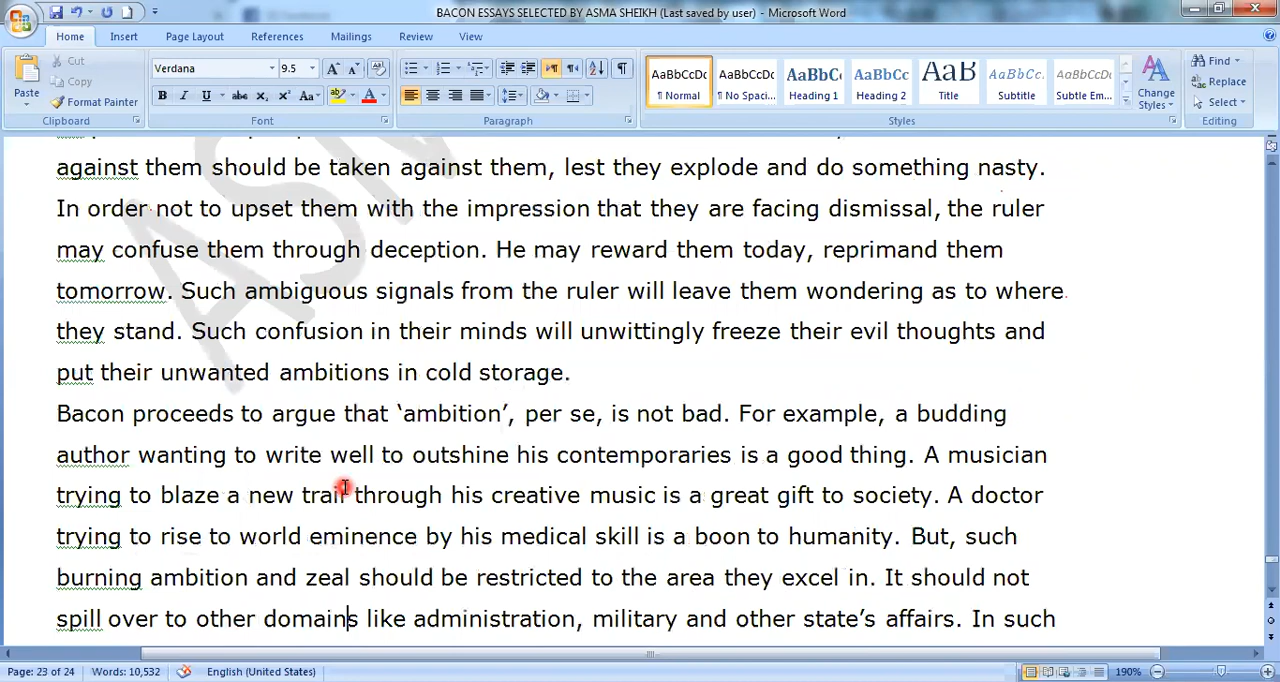 BACON ESSAYS SELECTED BY ASMA SHEIKH (Last saved by user) - Microsoft Word
Home Insert Page Layout References Mailings Review View
Cut
Copy
Paste
Format Painter
Clipboard
Verdana 9.5
Font
Paragraph
AaBbCcDc AaBbCcDc AaBbC AaBbCc AaB AaBbCc. AaBbCcDc
¶ Normal ¶ No Spaci... Heading 1 Heading 2 Title Subtitle Subtle Em...
Change Styles
Styles
Find
Replace
Select
Editing
against them should be taken against them, lest they explode and do something nasty.
In order not to upset them with the impression that they are facing dismissal, the ruler
may confuse them through deception. He may reward them today, reprimand them
tomorrow. Such ambiguous signals from the ruler will leave them wondering as to where
they stand. Such confusion in their minds will unwittingly freeze their evil thoughts and
put their unwanted ambitions in cold storage.
Bacon proceeds to argue that ‘ambition’, per se, is not bad. For example, a budding
author wanting to write well to outshine his contemporaries is a good thing. A musician
trying to blaze a new trail through his creative music is a great gift to society. A doctor
trying to rise to world eminence by his medical skill is a boon to humanity. But, such
burning ambition and zeal should be restricted to the area they excel in. It should not
spill over to other domains like administration, military and other state’s affairs. In such
Page: 23 of 24 Words: 10,532 English (United States) 190%